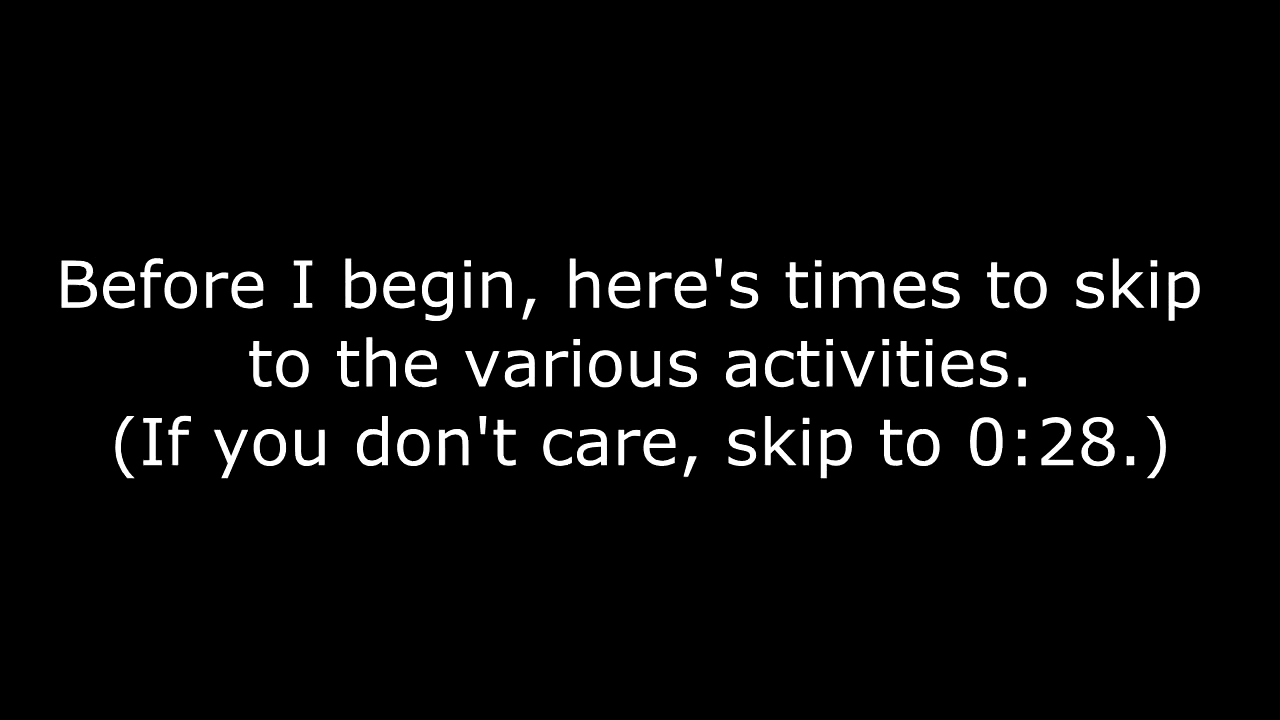 Before I begin, here's times to skip
to the various activities.
(If you don't care, skip to 0:28.)